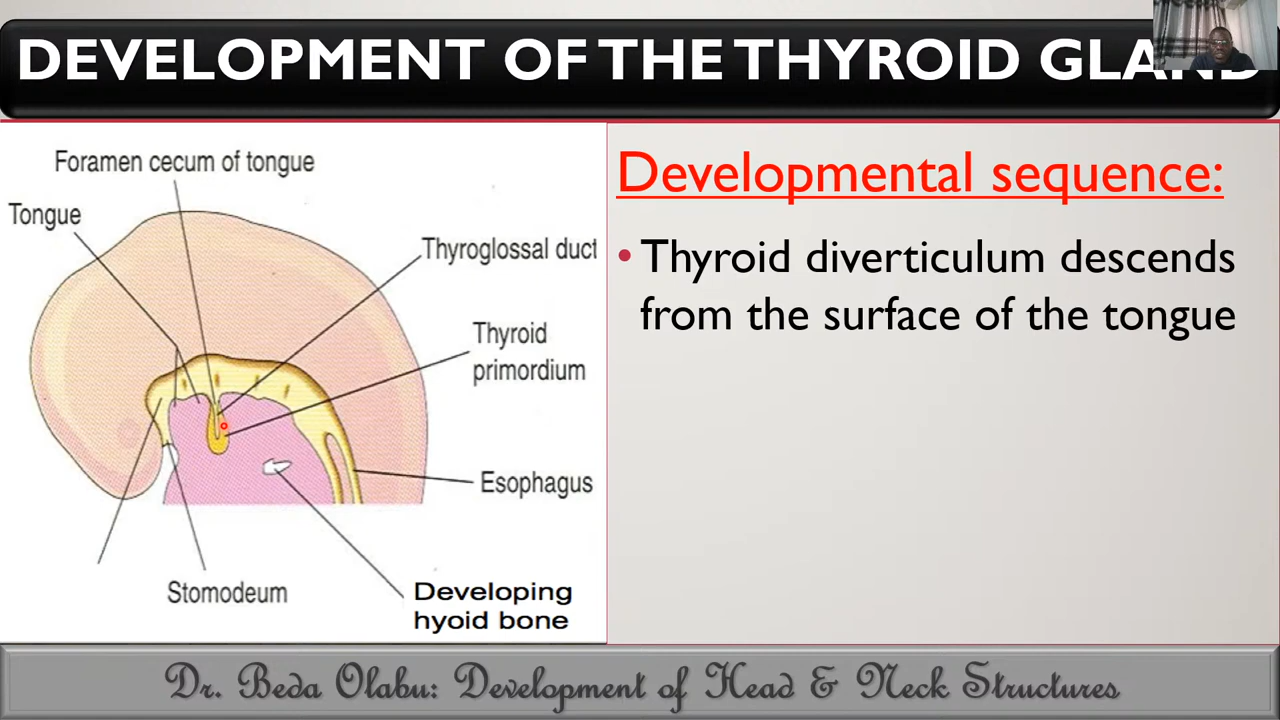 DEVELOPMENT OF THE THYROID GLAND
Foramen cecum of tongue
Tongue
Thyroglossal duct
Thyroid
primordium
Esophagus
Stomodeum
Developing
hyoid bone
Developmental sequence:
• Thyroid diverticulum descends
from the surface of the tongue
Dr. Beda Olabu: Development of Head & Neck Structures